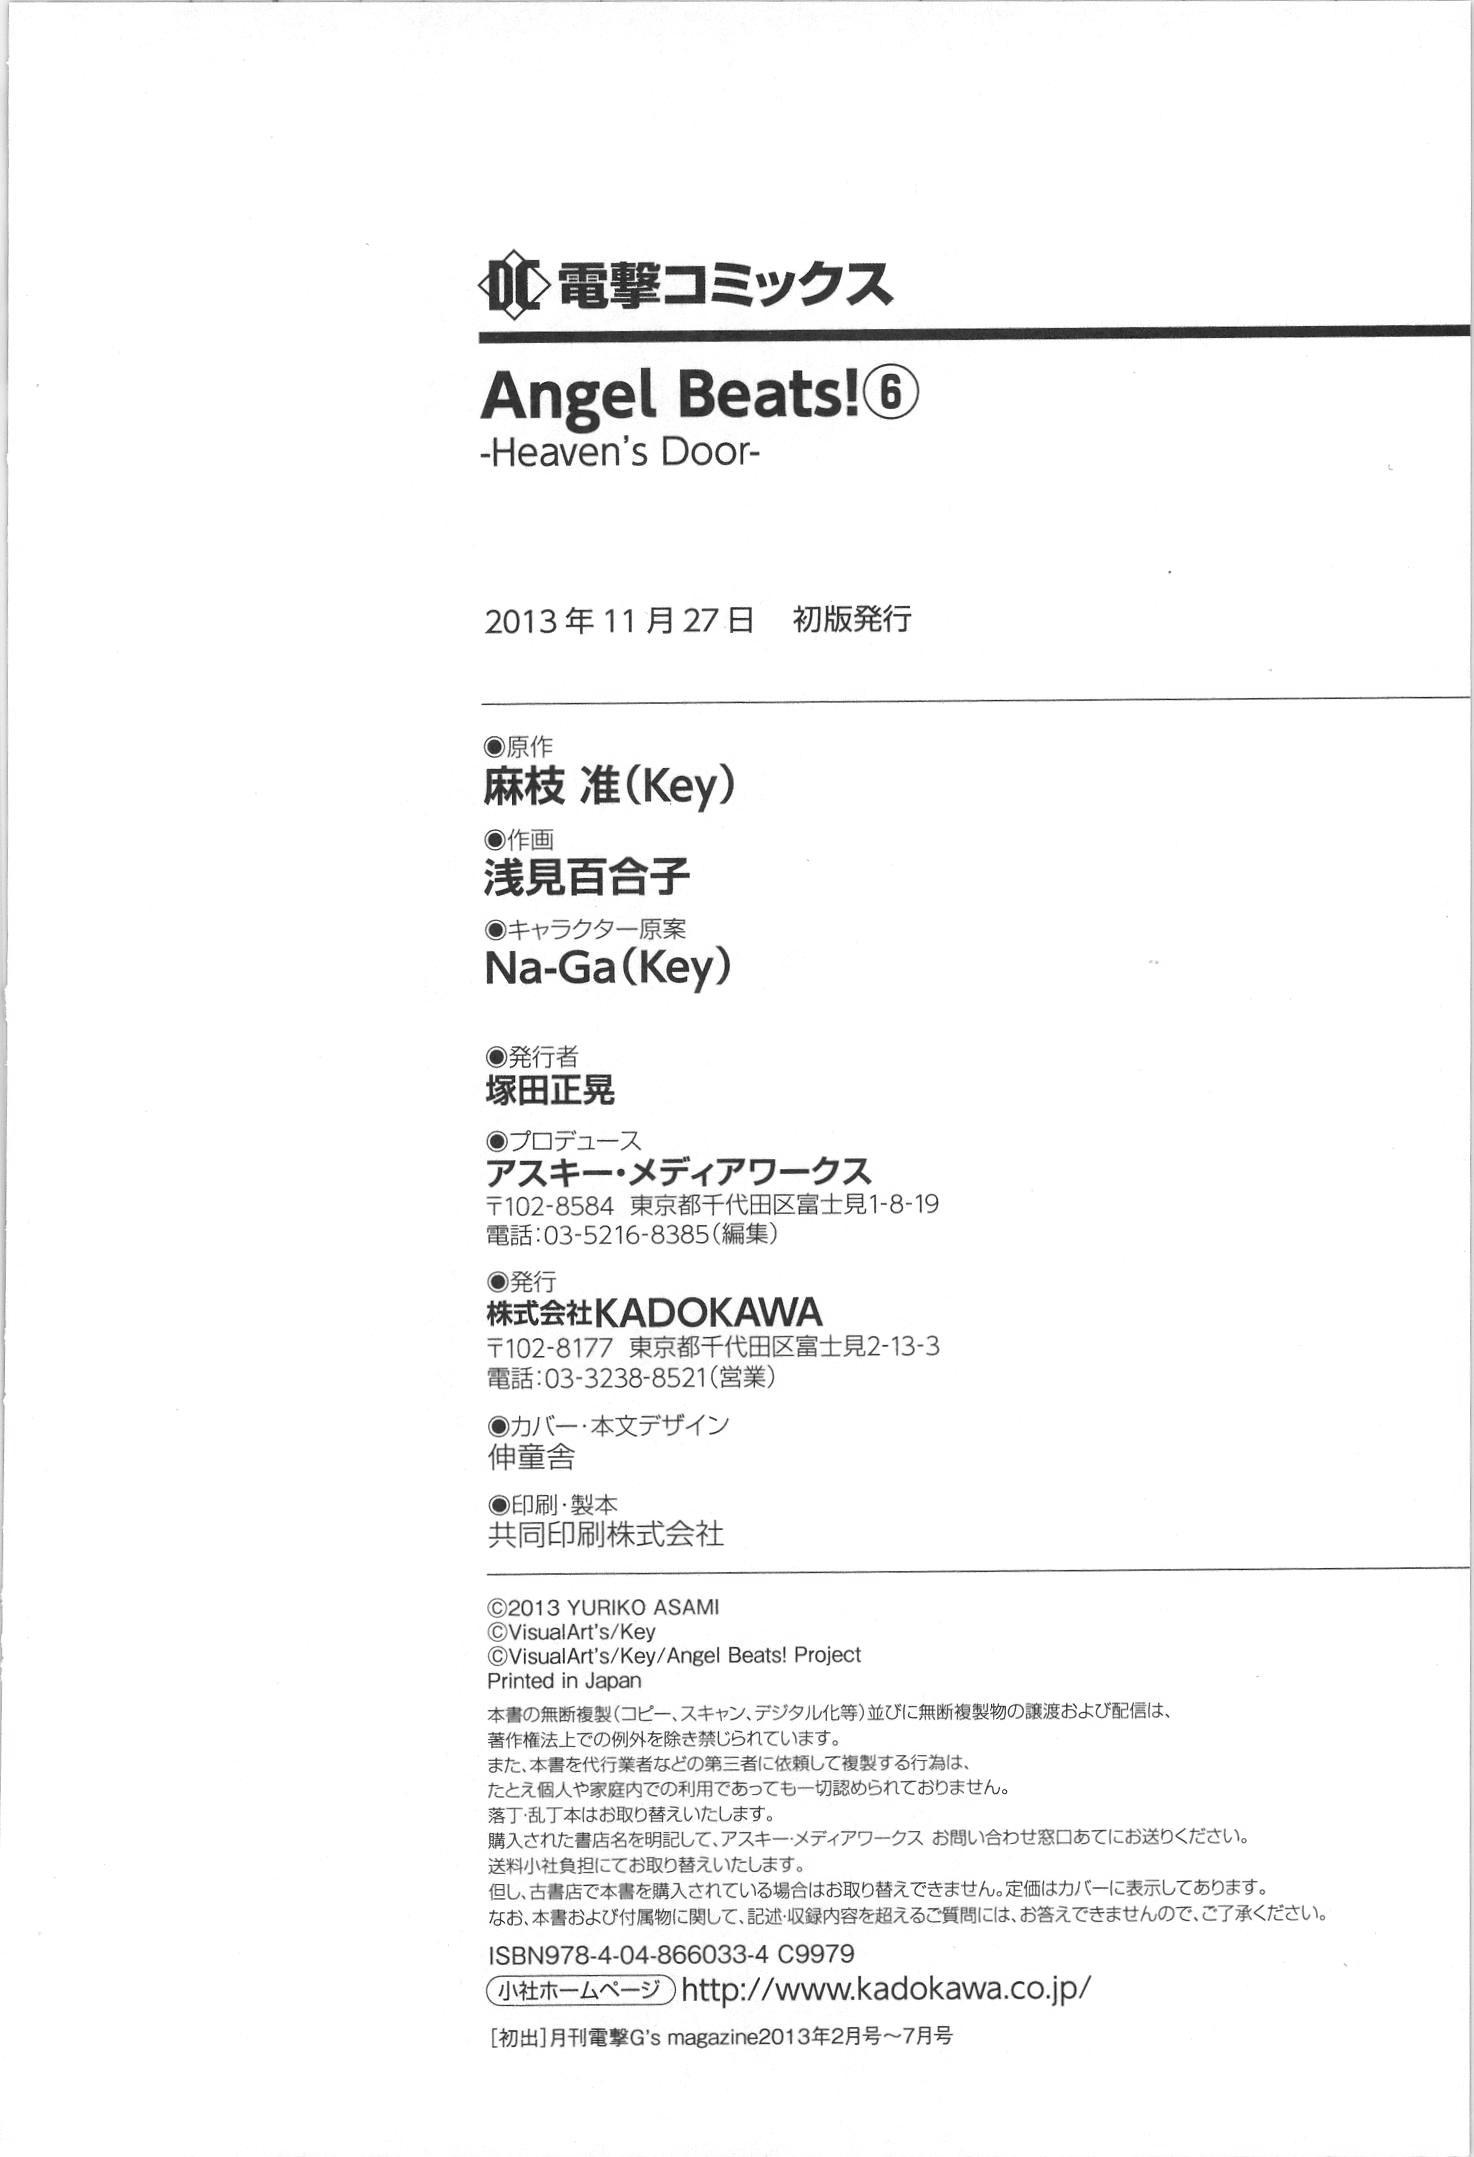 DC 電撃コミックス
Angel Beats!⑥
-Heaven's Door-
2013年11月27日　初版発行
◉原作
麻枝 准(Key)
◉作画
浅見百合子
◉キャラクター原案
Na-Ga(Key)
◉発行者
塚田正晃
◉プロデュース
アスキー・メディアワークス
〒102-8584 東京都千代田区富士見1-8-19
電話:03-5216-8385(編集)
◉発行
株式会社KADOKAWA
〒102-8177 東京都千代田区富士見2-13-3
電話:03-3238-8521(営業)
◉カバー・本文デザイン
伸童舎
◉印刷・製本
共同印刷株式会社
©2013 YURIKO ASAMI
©VisualArt's/Key
©VisualArt's/Key/Angel Beats! Project
Printed in Japan
本書の無断複製(コピー、スキャン、デジタル化等)並びに無断複製物の譲渡および配信は、
著作権法上での例外を除き禁じられています。
また、本書を代行業者などの第三者に依頼して複製する行為は、
たとえ個人や家庭内での利用であっても一切認められておりません。
落丁・乱丁本はお取り替えいたします。
購入された書店名を明記して、アスキー・メディアワークス お問い合わせ窓口あてにお送りください。
送料小社負担にてお取り替えいたします。
但し、古書店で本書を購入されている場合はお取り替えできません。定価はカバーに表示してあります。
なお、本書および付属物に関して、記述・収録内容を超えるご質問には、お答えできませんので、ご了承ください。
ISBN978-4-04-866033-4 C9979
小社ホームページ http://www.kadokawa.co.jp/
[初出]月刊電撃G's magazine2013年2月号～7月号